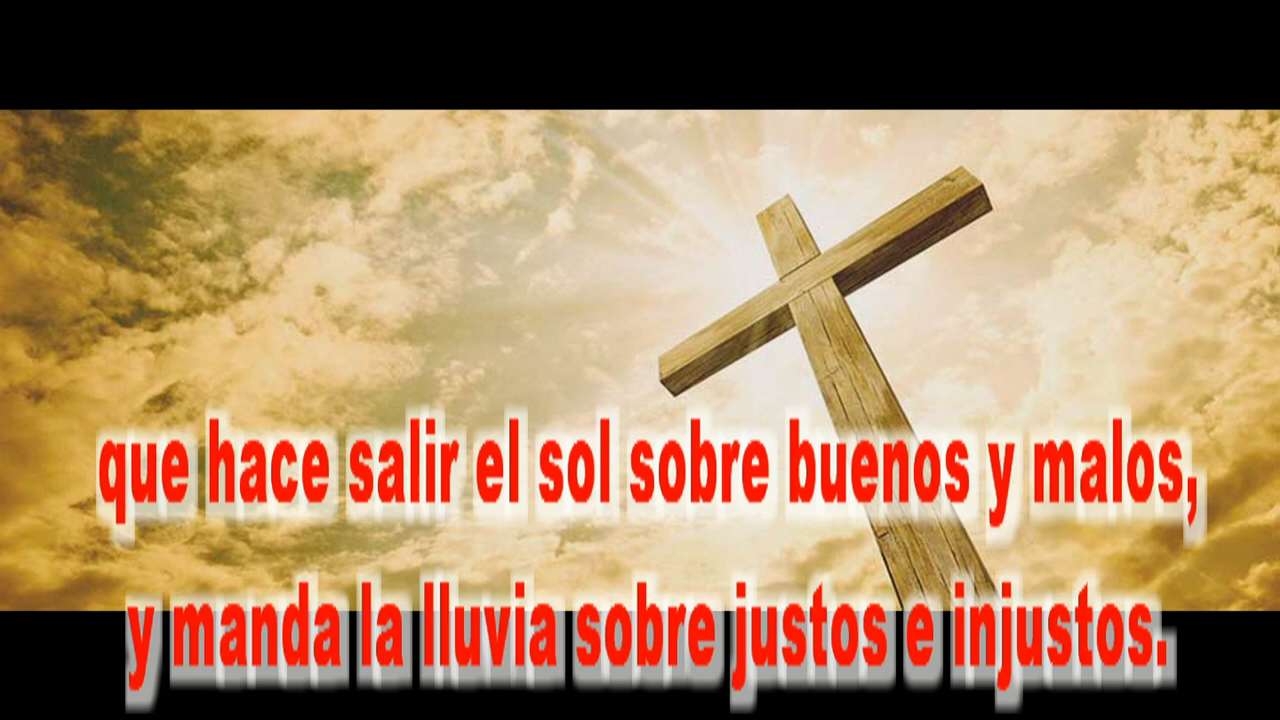 que hace salir el sol sobre buenos y malos,
y manda la lluvia sobre justos e injustos.